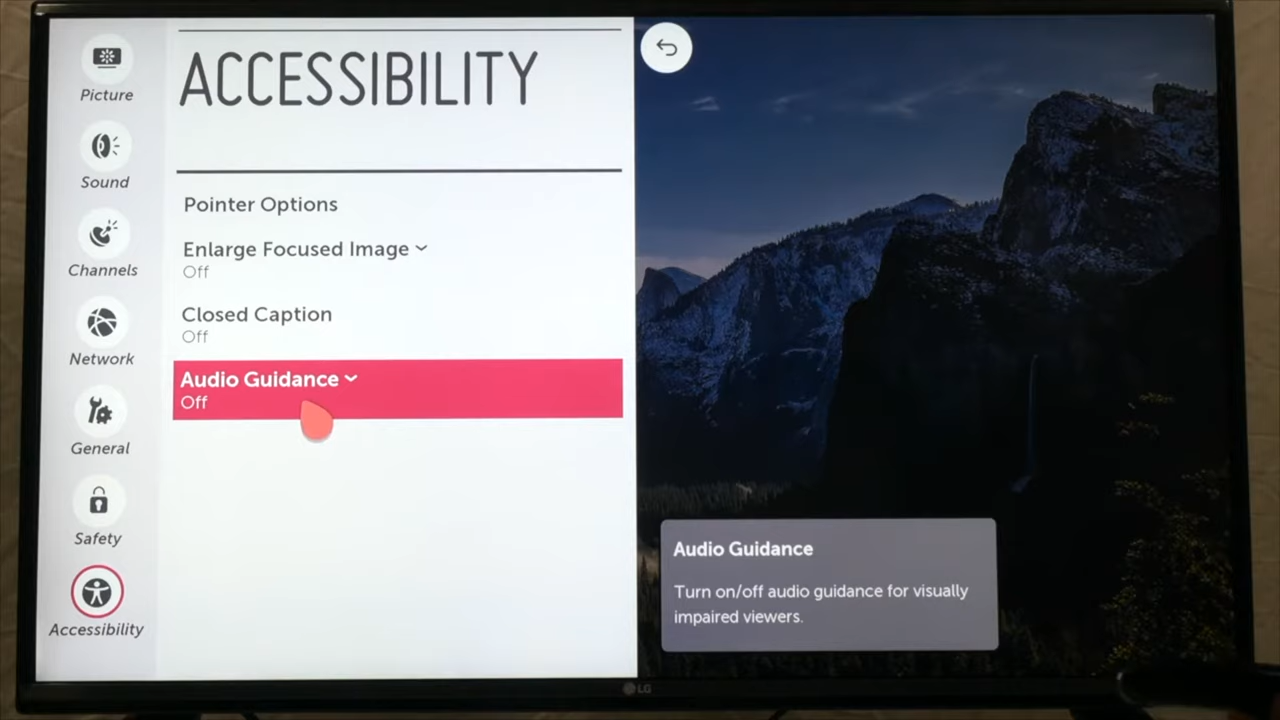 Picture
Sound
Channels
Network
General
Safety
Accessibility
ACCESSIBILITY
Pointer Options
Enlarge Focused Image
Off
Closed Caption
Off
Audio Guidance
Off
Audio Guidance
Turn on/off audio guidance for visually
impaired viewers.
LG